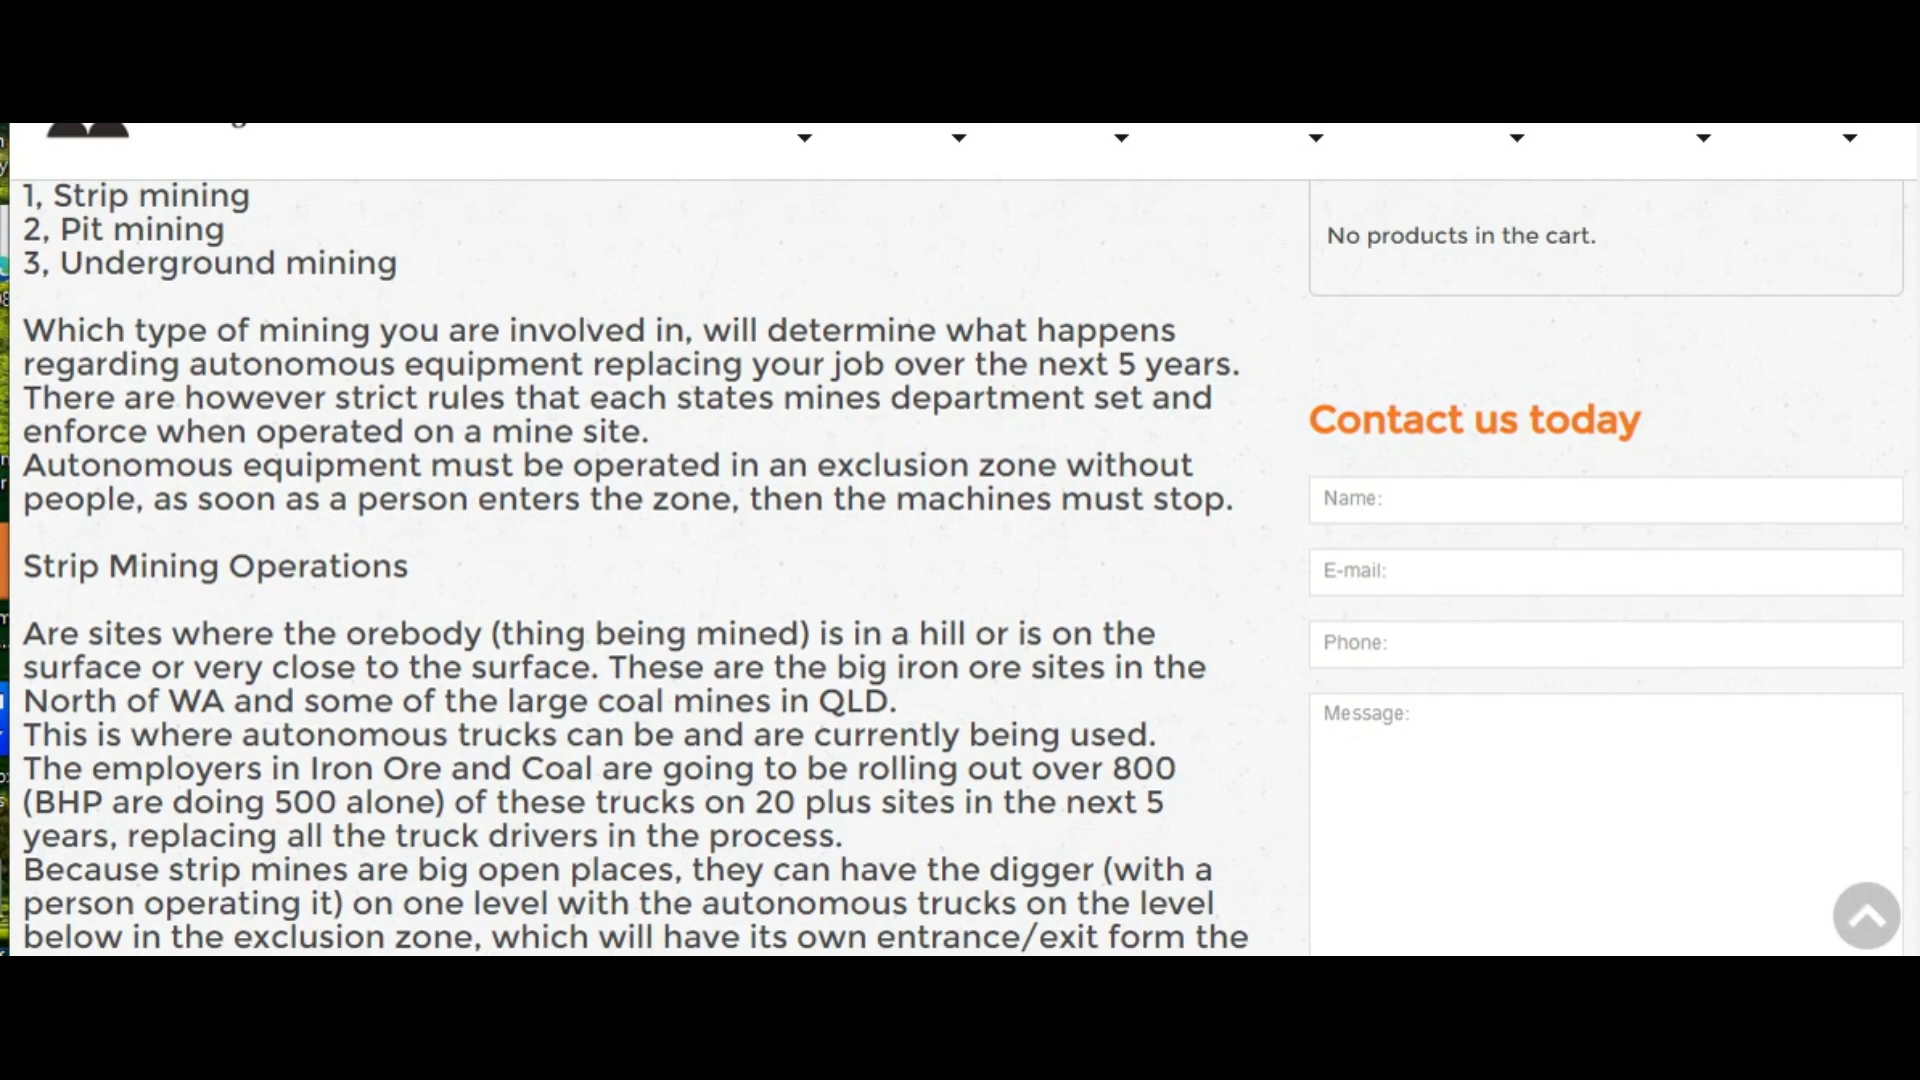 1, Strip mining
2, Pit mining
3, Underground mining
Which type of mining you are involved in, will determine what happens
regarding autonomous equipment replacing your job over the next 5 years.
There are however strict rules that each states mines department set and
enforce when operated on a mine site.
Autonomous equipment must be operated in an exclusion zone without
people, as soon as a person enters the zone, then the machines must stop.
Strip Mining Operations
Are sites where the orebody (thing being mined) is in a hill or is on the
surface or very close to the surface. These are the big iron ore sites in the
North of WA and some of the large coal mines in QLD.
This is where autonomous trucks can be and are currently being used.
The employers in Iron Ore and Coal are going to be rolling out over 800
(BHP are doing 500 alone) of these trucks on 20 plus sites in the next 5
years, replacing all the truck drivers in the process.
Because strip mines are big open places, they can have the digger (with a
person operating it) on one level with the autonomous trucks on the level
below in the exclusion zone, which will have its own entrance/exit form the
No products in the cart.
Contact us today
Name:
E-mail:
Phone:
Message: